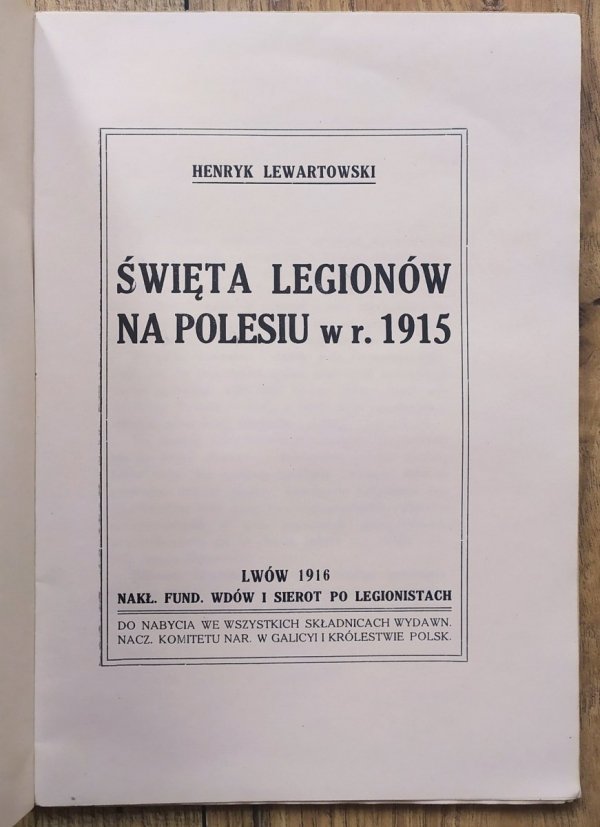 HENRYK LEWARTOWSKI
ŚWIĘTA LEGIONÓW
NA POLESIU w r. 1915
LWÓW 1916
NAKŁ. FUND. WDÓW I SIEROT PO LEGIONISTACH
DO NABYCIA WE WSZYSTKICH SKŁADNICACH WYDAWN.
NACZ. KOMITETU NAR. W GALICYI I KRÓLESTWIE POLSK.